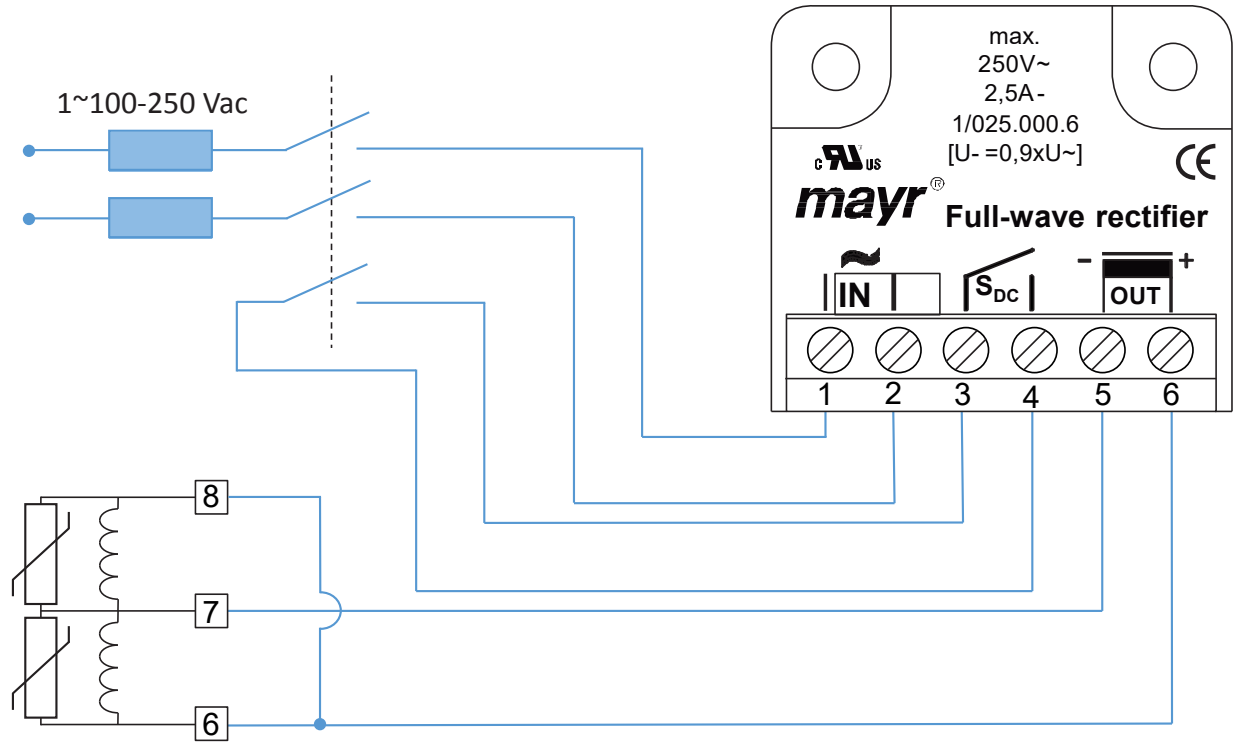 1~100-250 Vac
max.
250V~
2,5A-
1/025.000.6
[U- =0,9xU~]
c RU US
CE
mayr®
Full-wave rectifier
~
- +
IN
SDC
OUT
1 2 3 4 5 6
8
7
6